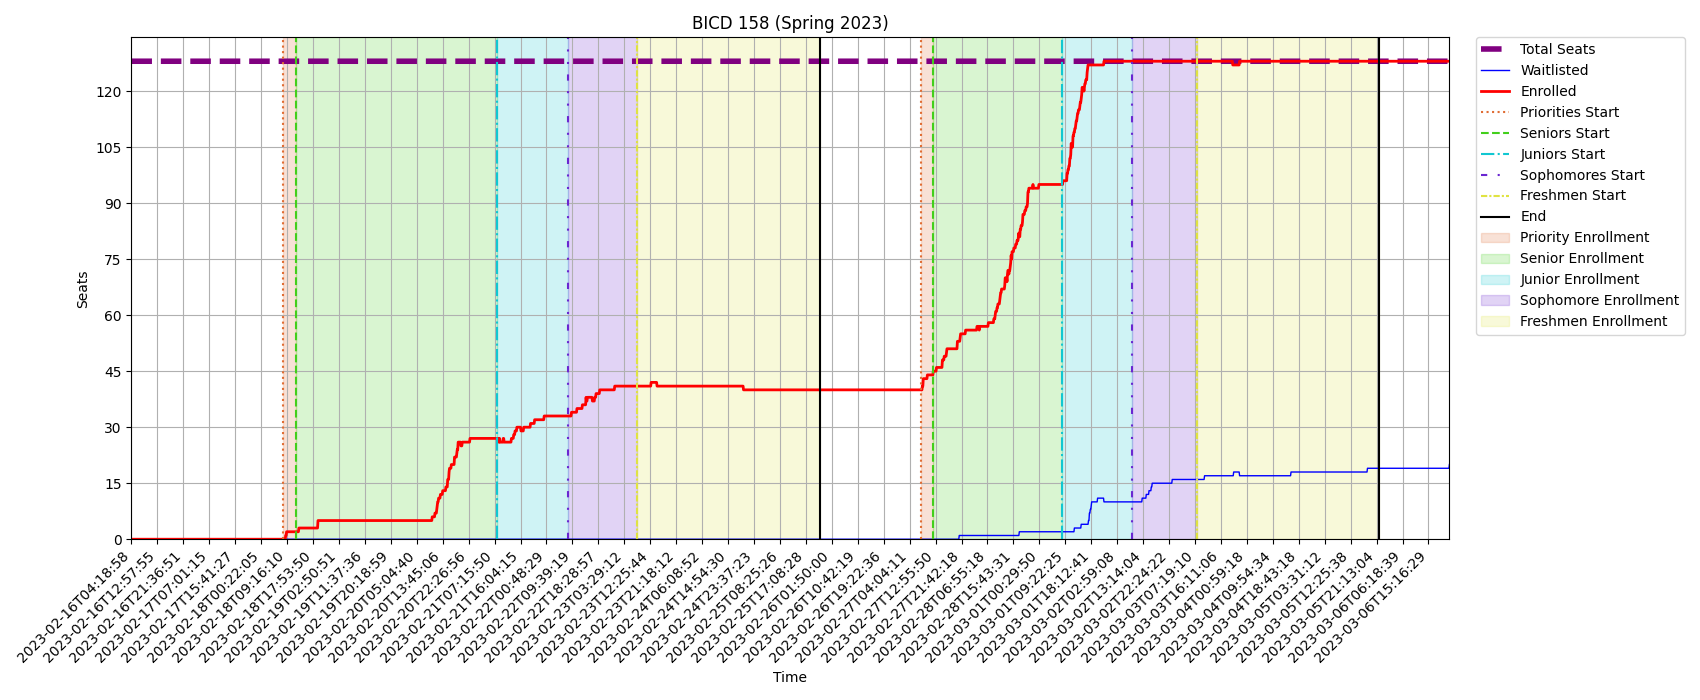 BICD 158 (Spring 2023)
Seats
120
105
90
75
60
45
30
15
0
2023-02-16T04:18:58
2023-02-16T12:57:55
2023-02-16T21:36:51
2023-02-17T07:01:15
2023-02-17T15:41:27
2023-02-18T00:22:05
2023-02-18T09:16:10
2023-02-18T17:53:50
2023-02-19T02:50:51
2023-02-19T11:37:36
2023-02-19T20:18:59
2023-02-20T05:04:40
2023-02-20T13:45:06
2023-02-20T22:26:56
2023-02-21T07:15:50
2023-02-21T16:04:15
2023-02-22T00:48:29
2023-02-22T09:39:19
2023-02-22T18:28:57
2023-02-23T03:29:12
2023-02-23T12:25:44
2023-02-23T21:18:12
2023-02-24T06:08:52
2023-02-24T14:54:30
2023-02-24T23:37:23
2023-02-25T08:25:26
2023-02-25T17:08:28
2023-02-26T01:50:00
2023-02-26T10:42:19
2023-02-26T19:22:36
2023-02-27T04:04:11
2023-02-27T12:55:50
2023-02-27T21:42:18
2023-02-28T06:55:18
2023-02-28T15:43:31
2023-03-01T00:29:50
2023-03-01T09:22:25
2023-03-01T18:12:41
2023-03-02T02:59:08
2023-03-02T13:14:04
2023-03-02T22:24:22
2023-03-03T07:19:10
2023-03-03T16:11:06
2023-03-04T00:59:18
2023-03-04T09:54:34
2023-03-04T18:43:18
2023-03-05T03:31:12
2023-03-05T12:25:38
2023-03-05T21:13:04
2023-03-06T06:18:39
2023-03-06T15:16:29
Time
Total Seats
Waitlisted
Enrolled
Priorities Start
Seniors Start
Juniors Start
Sophomores Start
Freshmen Start
End
Priority Enrollment
Senior Enrollment
Junior Enrollment
Sophomore Enrollment
Freshmen Enrollment